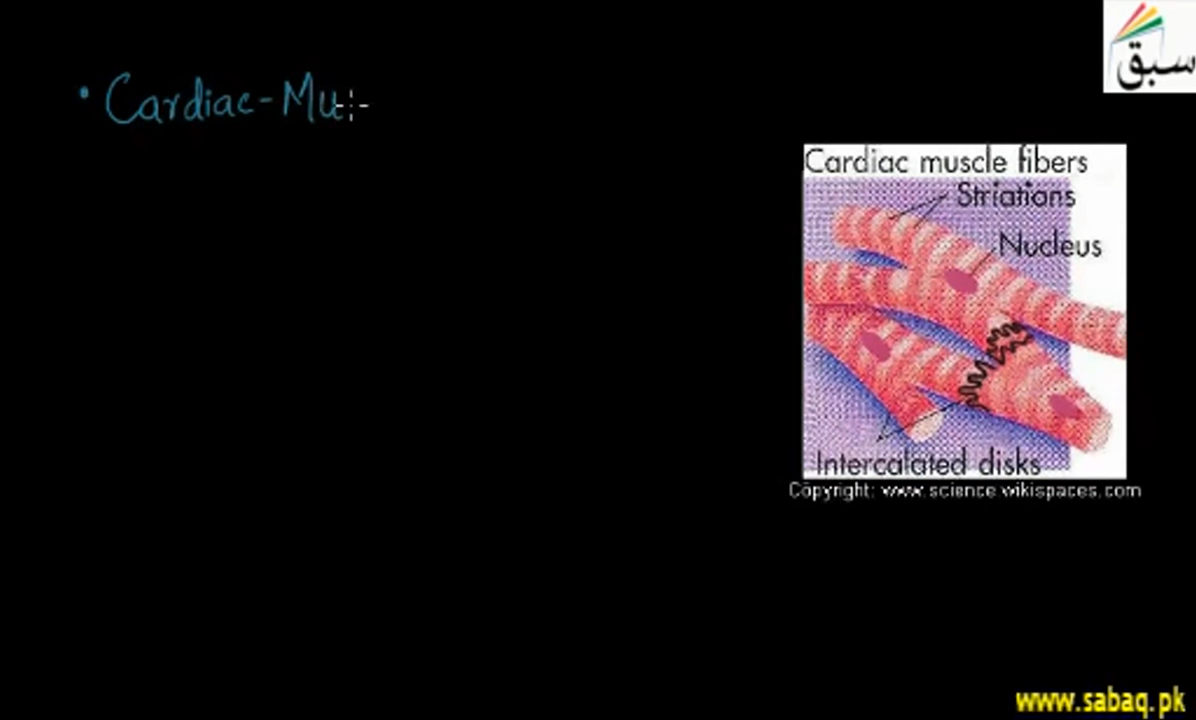 سبق
• Cardiac-Mu
Cardiac muscle fibers
Striations
Nucleus
Intercalated disks
Copyright: www.science.wikispaces.com
www.sabaq.pk